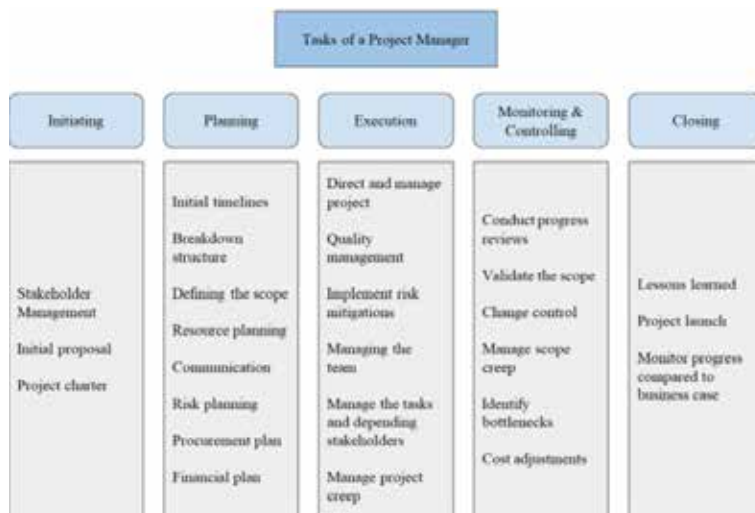 Tasks of a Project Manager
Initiating
Planning
Execution
Monitoring &
Controlling
Closing
Stakeholder
Management
Initial proposal
Project charter
Initial timelines
Breakdown
structure
Defining the scope
Resource planning
Communication
Risk planning
Procurement plan
Financial plan
Direct and manage
project
Quality
management
Implement risk
mitigations
Managing the
team
Manage the tasks
and depending
stakeholders
Manage project
creep
Conduct progress
reviews
Validate the scope
Change control
Manage scope
creep
Identify
bottlenecks
Cost adjustments
Lessons learned
Project launch
Monitor progress
compared to
business case